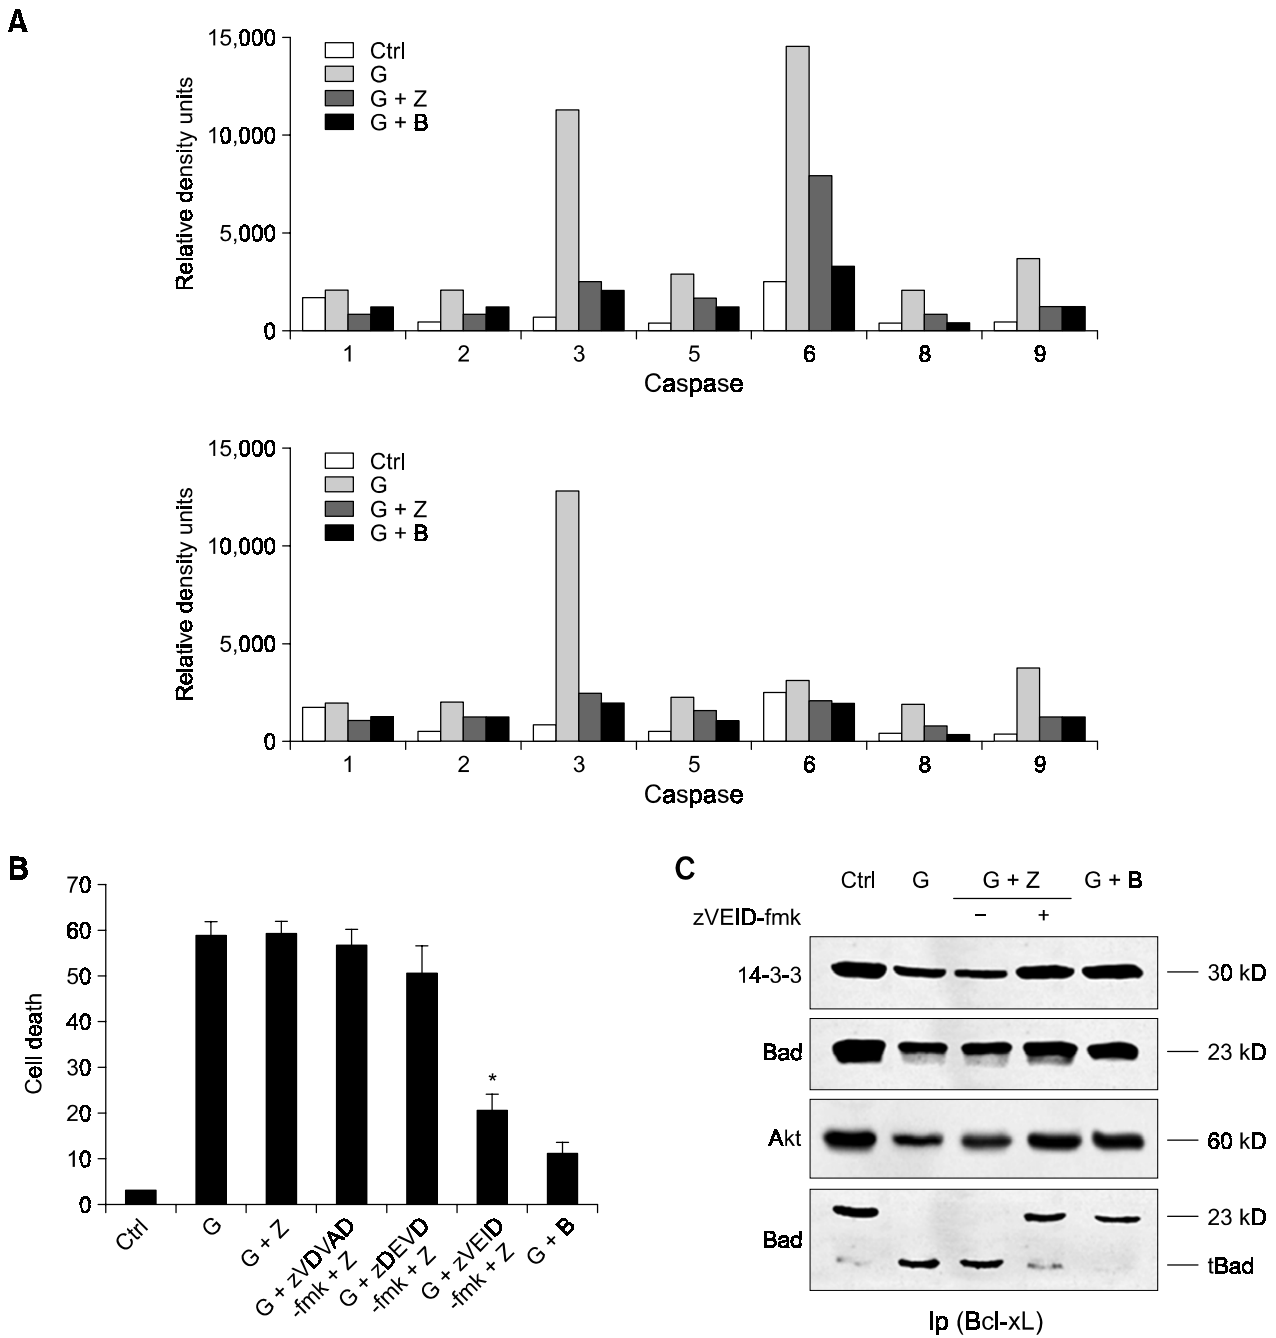 A
Relative density units
15,000
10,000
5,000
0
Ctrl
G
G + Z
G + B
1 2 3 5 6 8 9
Caspase
Relative density units
15,000
10,000
5,000
0
Ctrl
G
G + Z
G + B
1 2 3 5 6 8 9
Caspase
B
Cell death
70
60
50
40
30
20
10
0
*
Ctrl
G
G + Z
G + zVDVAD
-fmk + Z
G + zDEVD
-fmk + Z
G + zVEID
-fmk + Z
G + B
C
Ctrl G G + Z G + B
zVEID-fmk − +
14-3-3 30 kD
Bad 23 kD
Akt 60 kD
23 kD
Bad
tBad
Ip (Bcl-xL)